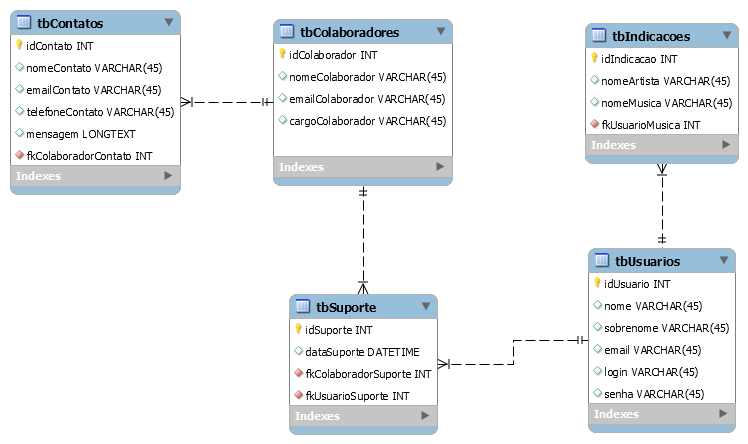 tbContatos
idContato INT
nomeContato VARCHAR(45)
emailContato VARCHAR(45)
telefoneContato VARCHAR(45)
mensagem LONGTEXT
fkColaboradorContato INT
Indexes
tbColaboradores
idColaborador INT
nomeColaborador VARCHAR(45)
emailColaborador VARCHAR(45)
cargoColaborador VARCHAR(45)
Indexes
tbIndicacoes
idIndicacao INT
nomeArtista VARCHAR(45)
nomeMusica VARCHAR(45)
fkUsuarioMusica INT
Indexes
tbSuporte
idSuporte INT
dataSuporte DATETIME
fkColaboradorSuporte INT
fkUsuarioSuporte INT
Indexes
tbUsuarios
idUsuario INT
nome VARCHAR(45)
sobrenome VARCHAR(45)
email VARCHAR(45)
login VARCHAR(45)
senha VARCHAR(45)
Indexes